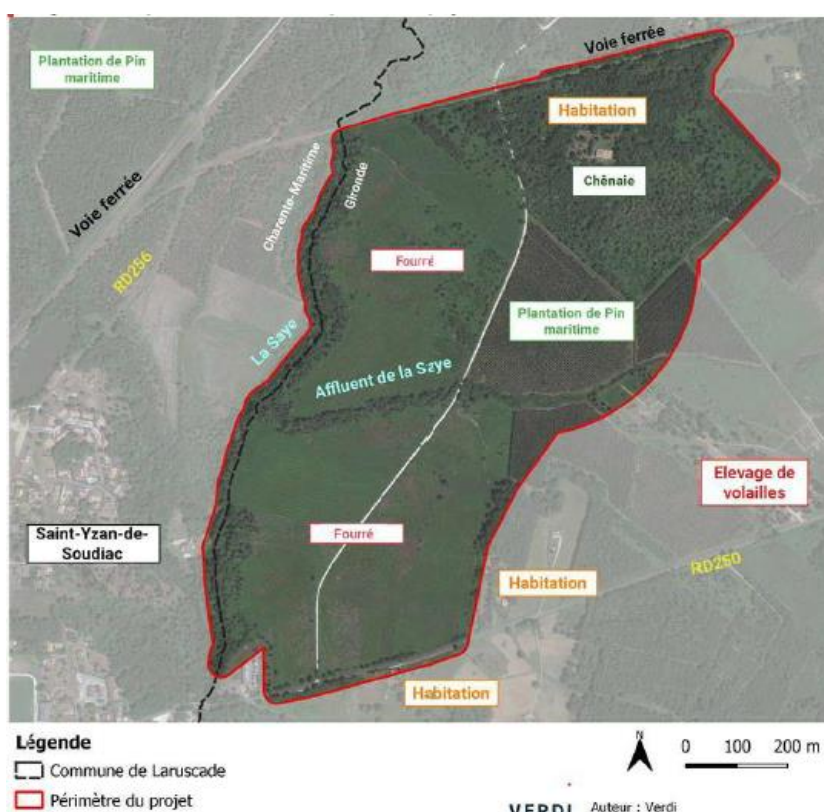 Voie ferrée
Plantation de Pin
maritime
Habitation
Chênaie
Charente-Maritime
Gironde
Voie ferrée
RD256
Fourré
Plantation de Pin
maritime
La Saye
Affluent de la Saye
Elevage de
volailles
Saint-Yzan-de-
Soudiac
Fourré
RD250
Habitation
Habitation
Légende
Commune de Laruscade
Périmètre du projet
N
0 100 200 m
VERDI
Auteur : Verdi